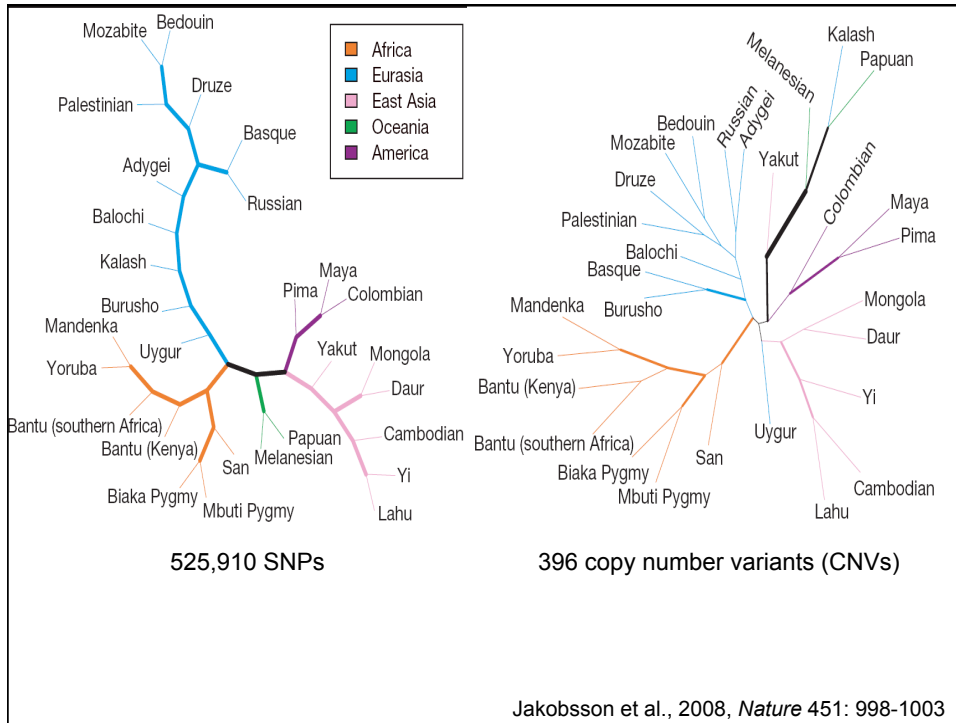 Bedouin
Mozabite
Druze
Palestinian
Basque
Adygei
Russian
Balochi
Kalash
Burusho
Uygur
Mandenka
Yoruba
Bantu (southern Africa)
Bantu (Kenya)
San
Biaka Pygmy
Mbuti Pygmy
Papuan
Melanesian
Pima
Maya
Colombian
Yakut
Mongola
Daur
Cambodian
Yi
Lahu
525,910 SNPs
Africa
Eurasia
East Asia
Oceania
America
Kalash
Papuan
Melanesian
Russian
Adygei
Bedouin
Mozabite
Druze
Palestinian
Balochi
Basque
Burusho
Yakut
Colombian
Maya
Pima
Mandenka
Yoruba
Bantu (Kenya)
Bantu (southern Africa)
Biaka Pygmy
Mbuti Pygmy
San
Uygur
Mongola
Daur
Yi
Cambodian
Lahu
396 copy number variants (CNVs)
Jakobsson et al., 2008, Nature 451: 998-1003